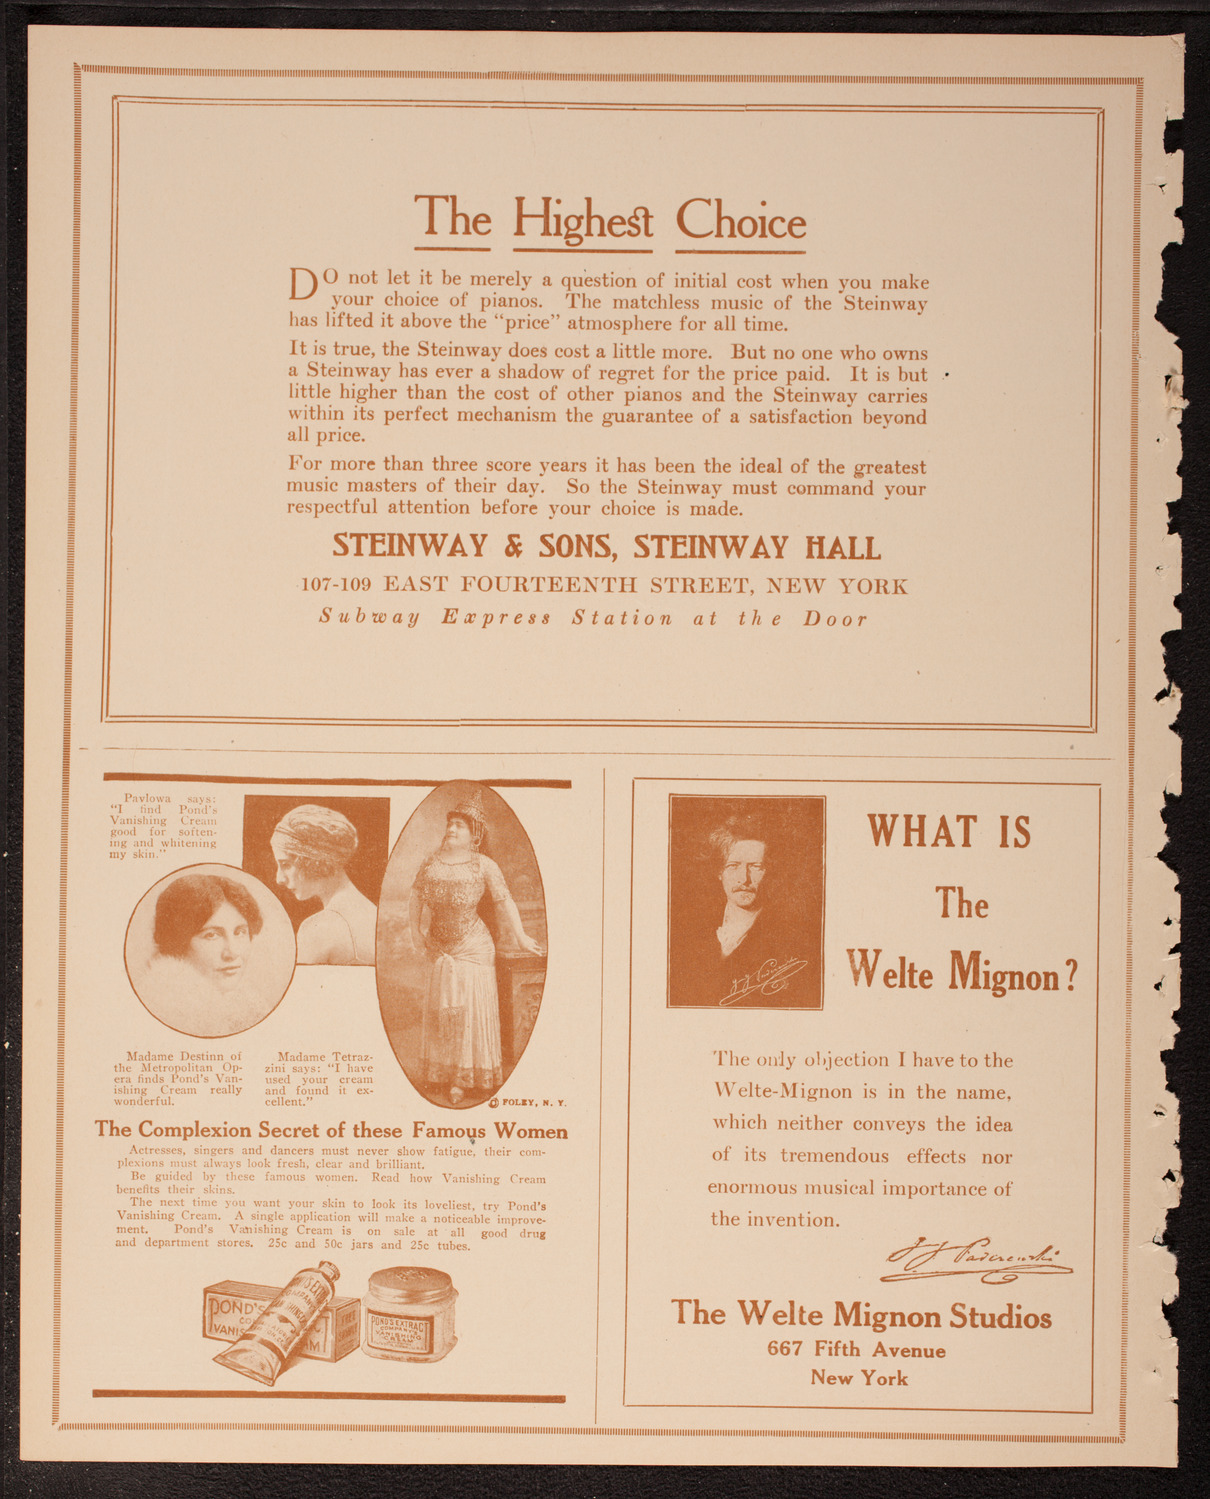 The Highest Choice
DO not let it be merely a question of initial cost when you make
your choice of pianos. The matchless music of the Steinway
has lifted it above the "price" atmosphere for all time.
It is true, the Steinway does cost a little more. But no one who owns
a Steinway has ever a shadow of regret for the price paid. It is but
little higher than the cost of other pianos and the Steinway carries
within its perfect mechanism the guarantee of a satisfaction beyond
all price.
For more than three score years it has been the ideal of the greatest
music masters of their day. So the Steinway must command your
respectful attention before your choice is made.
STEINWAY & SONS, STEINWAY HALL
107-109 EAST FOURTEENTH STREET, NEW YORK
Subway Express Station at the Door
Pavlowa says:
"I find Pond's
Vanishing Cream
good for soften-
ing and whitening
my skin."
Madame Destinn of
the Metropolitan Op-
era finds Pond's Van-
ishing Cream really
wonderful.
Madame Tetraz-
zini says: "I have
used your cream
and found it ex-
cellent."
© FOLEY, N. Y.
The Complexion Secret of these Famous Women
Actresses, singers and dancers must never show fatigue, their com-
plexions must always look fresh, clear and brilliant.
Be guided by these famous women. Read how Vanishing Cream
benefits their skins.
The next time you want your skin to look its loveliest, try Pond's
Vanishing Cream. A single application will make a noticeable improve-
ment. Pond's Vanishing Cream is on sale at all good drug
and department stores. 25c and 50c jars and 25c tubes.
POND'S
VANIS
POND'S EXTRACT
COMPANY'S
VANISHING
CREAM
J J Paderewski
WHAT IS
The
Welte Mignon?
The only objection I have to the
Welte-Mignon is in the name,
which neither conveys the idea
of its tremendous effects nor
enormous musical importance of
the invention.
J J Paderewski
The Welte Mignon Studios
667 Fifth Avenue
New York